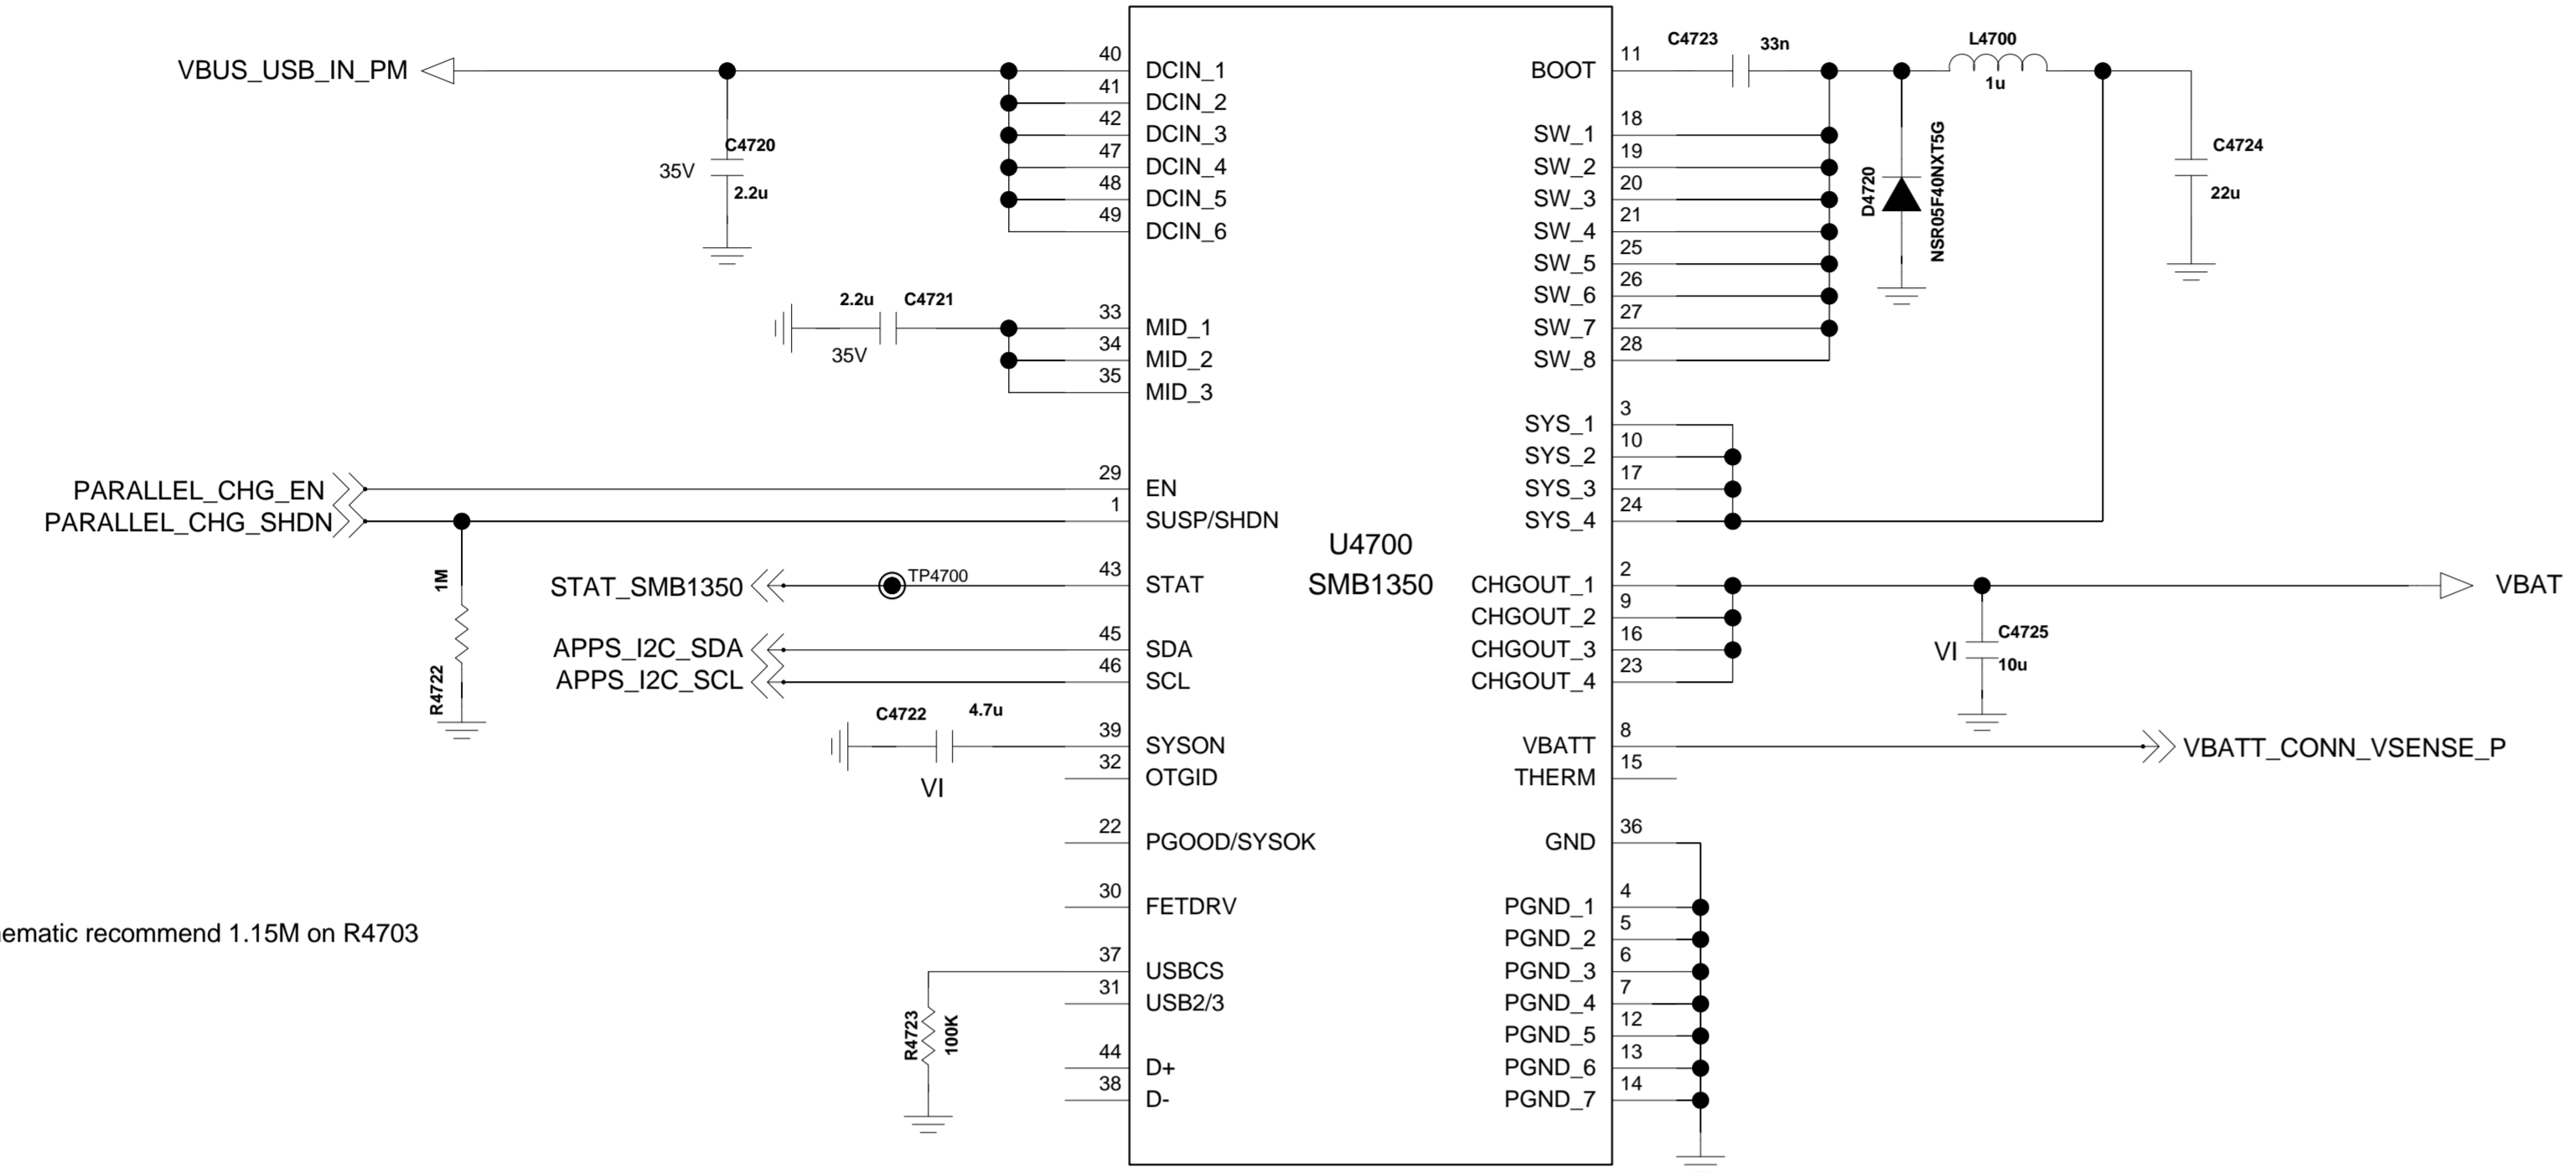 VBUS_USB_IN_PM
C4720
35V
2.2u
2.2u
C4721
35V
PARALLEL_CHG_EN
PARALLEL_CHG_SHDN
1M
R4722
STAT_SMB1350
TP4700
APPS_I2C_SDA
APPS_I2C_SCL
C4722
4.7u
VI
ematic recommend 1.15M on R4703
R4723
100K
40
DCIN_1
41
DCIN_2
42
DCIN_3
47
DCIN_4
48
DCIN_5
49
DCIN_6
33
MID_1
34
MID_2
35
MID_3
29
EN
1
SUSP/SHDN
43
STAT
45
SDA
46
SCL
39
SYSON
32
OTGID
22
PGOOD/SYSOK
30
FETDRV
37
USBCS
31
USB2/3
44
D+
38
D-
U4700
SMB1350
BOOT
11
SW_1
18
SW_2
19
SW_3
20
SW_4
21
SW_5
25
SW_6
26
SW_7
27
SW_8
28
SYS_1
3
SYS_2
10
SYS_3
17
SYS_4
24
CHGOUT_1
2
CHGOUT_2
9
CHGOUT_3
16
CHGOUT_4
23
VBATT
8
THERM
15
GND
36
PGND_1
4
PGND_2
5
PGND_3
6
PGND_4
7
PGND_5
12
PGND_6
13
PGND_7
14
C4723
33n
L4700
1u
D4720
NSR05F40NXT5G
C4724
22u
VBAT
C4725
VI
10u
VBATT_CONN_VSENSE_P